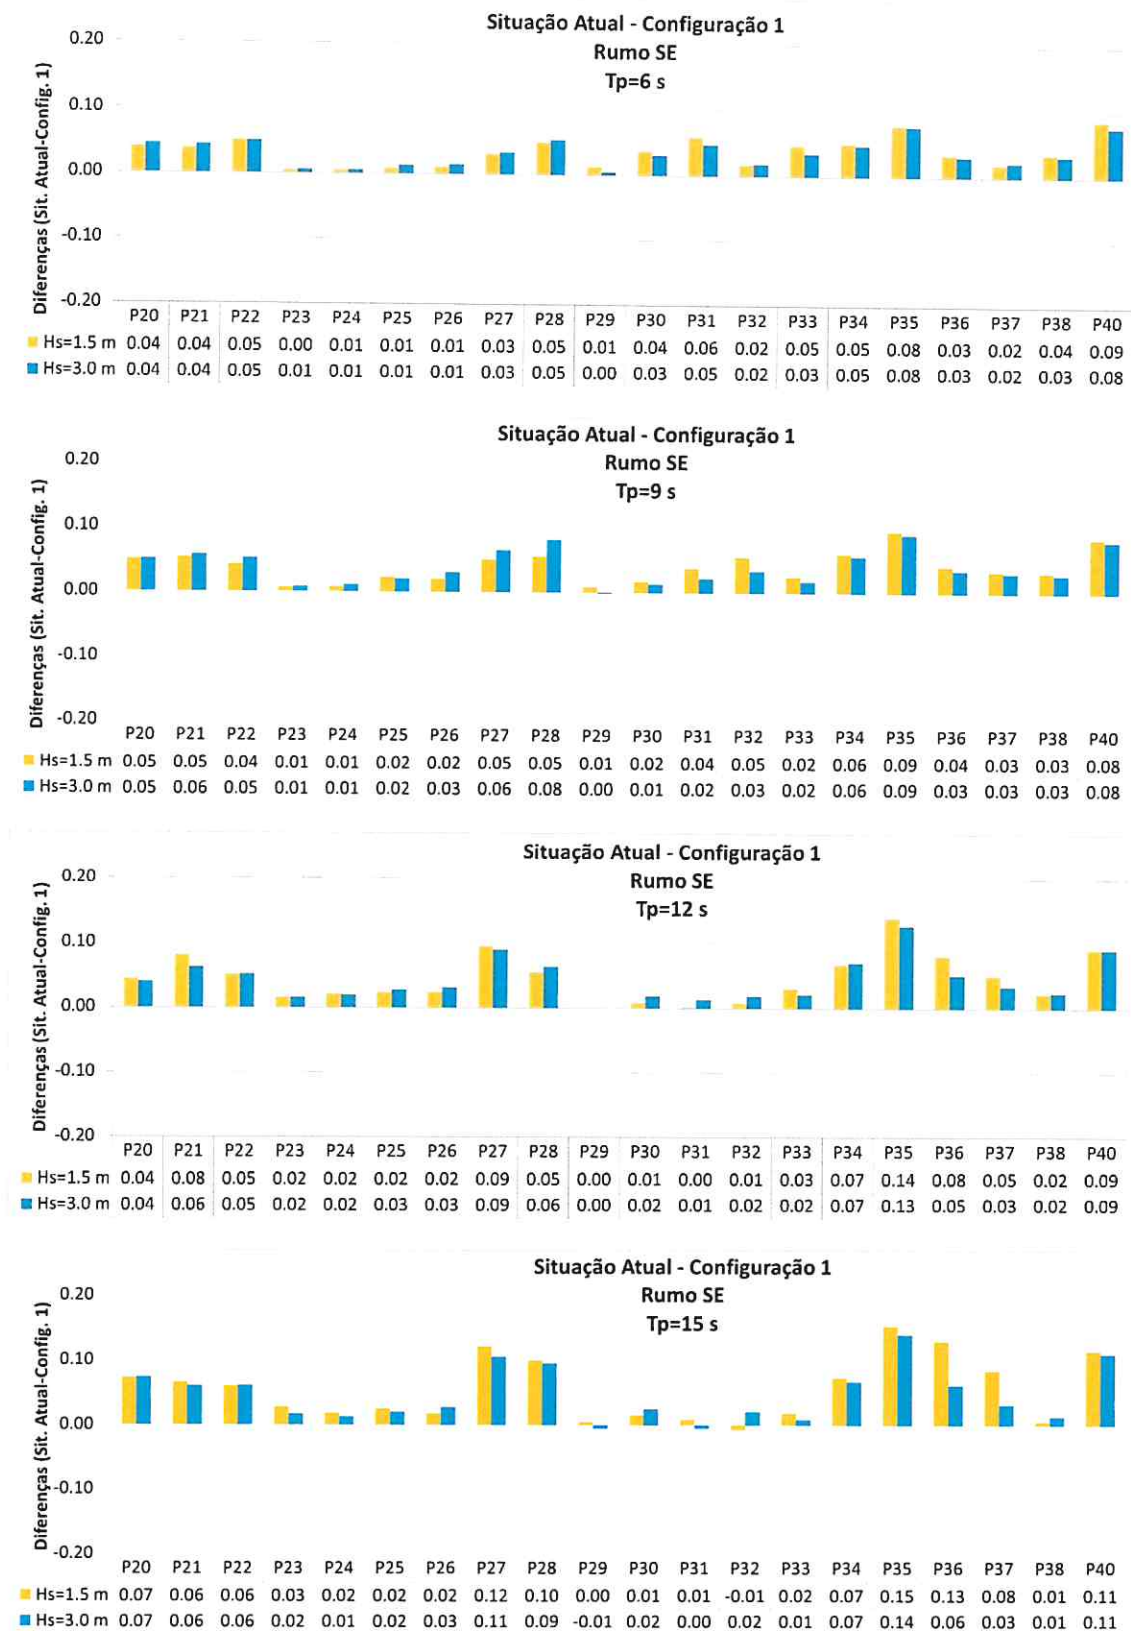 Situação Atual - Configuração 1
Rumo SE
Tp=6 s
Diferenças (Sit. Atual-Config. 1)
0.20
0.10
0.00
-0.10
-0.20
P20 P21 P22 P23 P24 P25 P26 P27 P28 P29 P30 P31 P32 P33 P34 P35 P36 P37 P38 P40
Hs=1.5 m 0.04 0.04 0.05 0.00 0.01 0.01 0.01 0.03 0.05 0.01 0.04 0.06 0.02 0.05 0.05 0.08 0.03 0.02 0.04 0.09
Hs=3.0 m 0.04 0.04 0.05 0.01 0.01 0.01 0.01 0.03 0.05 0.00 0.03 0.05 0.02 0.03 0.05 0.08 0.03 0.02 0.03 0.08
Situação Atual - Configuração 1
Rumo SE
Tp=9 s
Diferenças (Sit. Atual-Config. 1)
0.20
0.10
0.00
-0.10
-0.20
P20 P21 P22 P23 P24 P25 P26 P27 P28 P29 P30 P31 P32 P33 P34 P35 P36 P37 P38 P40
Hs=1.5 m 0.05 0.05 0.04 0.01 0.01 0.02 0.02 0.05 0.05 0.01 0.02 0.04 0.05 0.02 0.06 0.09 0.04 0.03 0.03 0.08
Hs=3.0 m 0.05 0.06 0.05 0.01 0.01 0.02 0.03 0.06 0.08 0.00 0.01 0.02 0.03 0.02 0.06 0.09 0.03 0.03 0.03 0.08
Situação Atual - Configuração 1
Rumo SE
Tp=12 s
Diferenças (Sit. Atual-Config. 1)
0.20
0.10
0.00
-0.10
-0.20
P20 P21 P22 P23 P24 P25 P26 P27 P28 P29 P30 P31 P32 P33 P34 P35 P36 P37 P38 P40
Hs=1.5 m 0.04 0.08 0.05 0.02 0.02 0.02 0.02 0.09 0.05 0.00 0.01 0.00 0.01 0.03 0.07 0.14 0.08 0.05 0.02 0.09
Hs=3.0 m 0.04 0.06 0.05 0.02 0.02 0.03 0.03 0.09 0.06 0.00 0.02 0.01 0.02 0.02 0.07 0.13 0.05 0.03 0.02 0.09
Situação Atual - Configuração 1
Rumo SE
Tp=15 s
Diferenças (Sit. Atual-Config. 1)
0.20
0.10
0.00
-0.10
-0.20
P20 P21 P22 P23 P24 P25 P26 P27 P28 P29 P30 P31 P32 P33 P34 P35 P36 P37 P38 P40
Hs=1.5 m 0.07 0.06 0.06 0.03 0.02 0.02 0.02 0.12 0.10 0.00 0.01 0.01 -0.01 0.02 0.07 0.15 0.13 0.08 0.01 0.11
Hs=3.0 m 0.07 0.06 0.06 0.02 0.01 0.02 0.03 0.11 0.09 -0.01 0.02 0.00 0.02 0.01 0.07 0.14 0.06 0.03 0.01 0.11